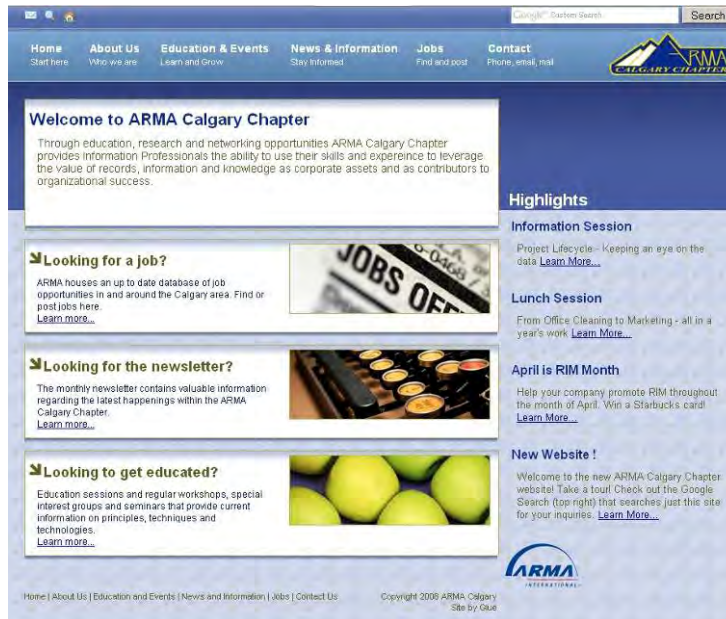 Google™ Custom Search
Search
Home
Start here
About Us
Who we are
Education & Events
Learn and Grow
News & Information
Stay Informed
Jobs
Find and post
Contact
Phone, email, mail
ARMA
CALGARY CHAPTER
Welcome to ARMA Calgary Chapter
Through education, research and networking opportunities ARMA Calgary Chapter
provides Information Professionals the ability to use their skills and expereince to leverage
the value of records, information and knowledge as corporate assets and as contributors to
organizational success.
Looking for a job?
ARMA houses an up to date database of job
opportunities in and around the Calgary area. Find or
post jobs here.
Learn more...
JOBS OFF
0-0468 /
Looking for the newsletter?
The monthly newsletter contains valuable information
regarding the latest happenings within the ARMA
Calgary Chapter.
Learn more...
Looking to get educated?
Education sessions and regular workshops, special
interest groups and seminars that provide current
information on principles, techniques and
technologies.
Learn more...
Highlights
Information Session
Project Lifecycle - Keeping an eye on the
data Learn More...
Lunch Session
From Office Cleaning to Marketing - all in a
year's work Learn More...
April is RIM Month
Help your company promote RIM throughout
the month of April. Win a Starbucks card!
Learn More...
New Website !
Welcome to the new ARMA Calgary Chapter
website! Take a tour! Check out the Google
Search (top right) that searches just this site
for your inquiries. Learn More...
ARMA
INTERNATIONAL
Home | About Us | Education and Events | News and Information | Jobs | Contact Us
Copyright 2008 ARMA Calgary
Site by Glue